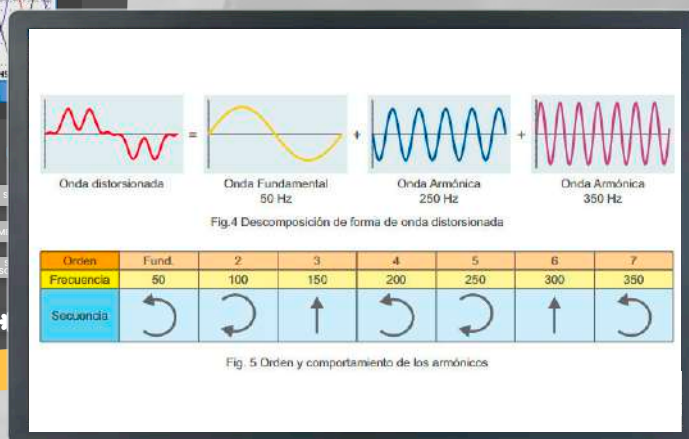 Onda distorsionada
=
Onda Fundamental
50 Hz
+
Onda Armónica
250 Hz
+
Onda Armónica
350 Hz
Fig.4 Descomposición de forma de onda distorsionada
Orden Fund. 2 3 4 5 6 7
Frecuencia 50 100 150 200 250 300 350
Secuencia
Fig. 5 Orden y comportamiento de los armónicos